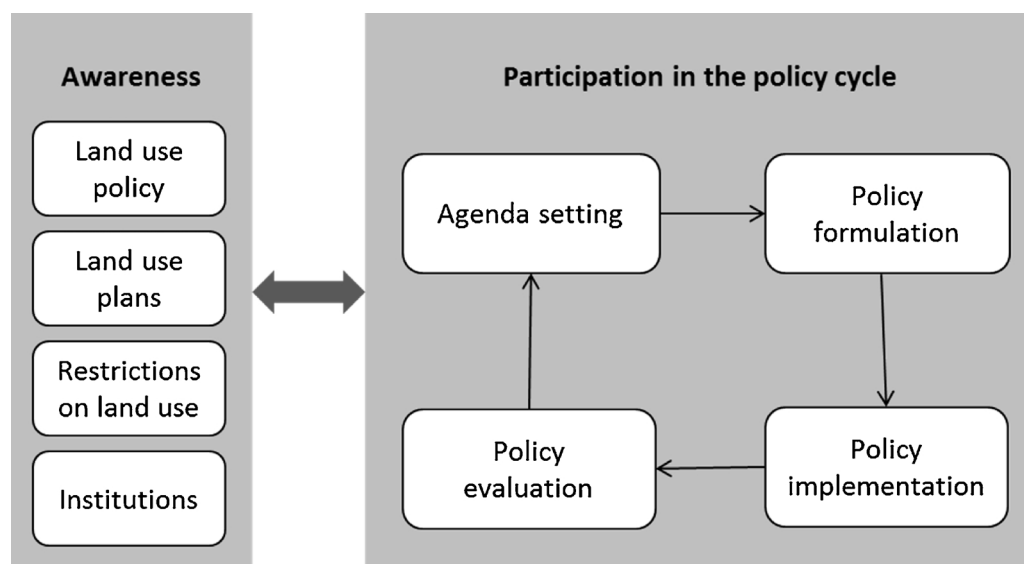 Awareness
Land use
policy
Land use
plans
Restrictions
on land use
Institutions
Participation in the policy cycle
Agenda setting
Policy
formulation
Policy
evaluation
Policy
implementation